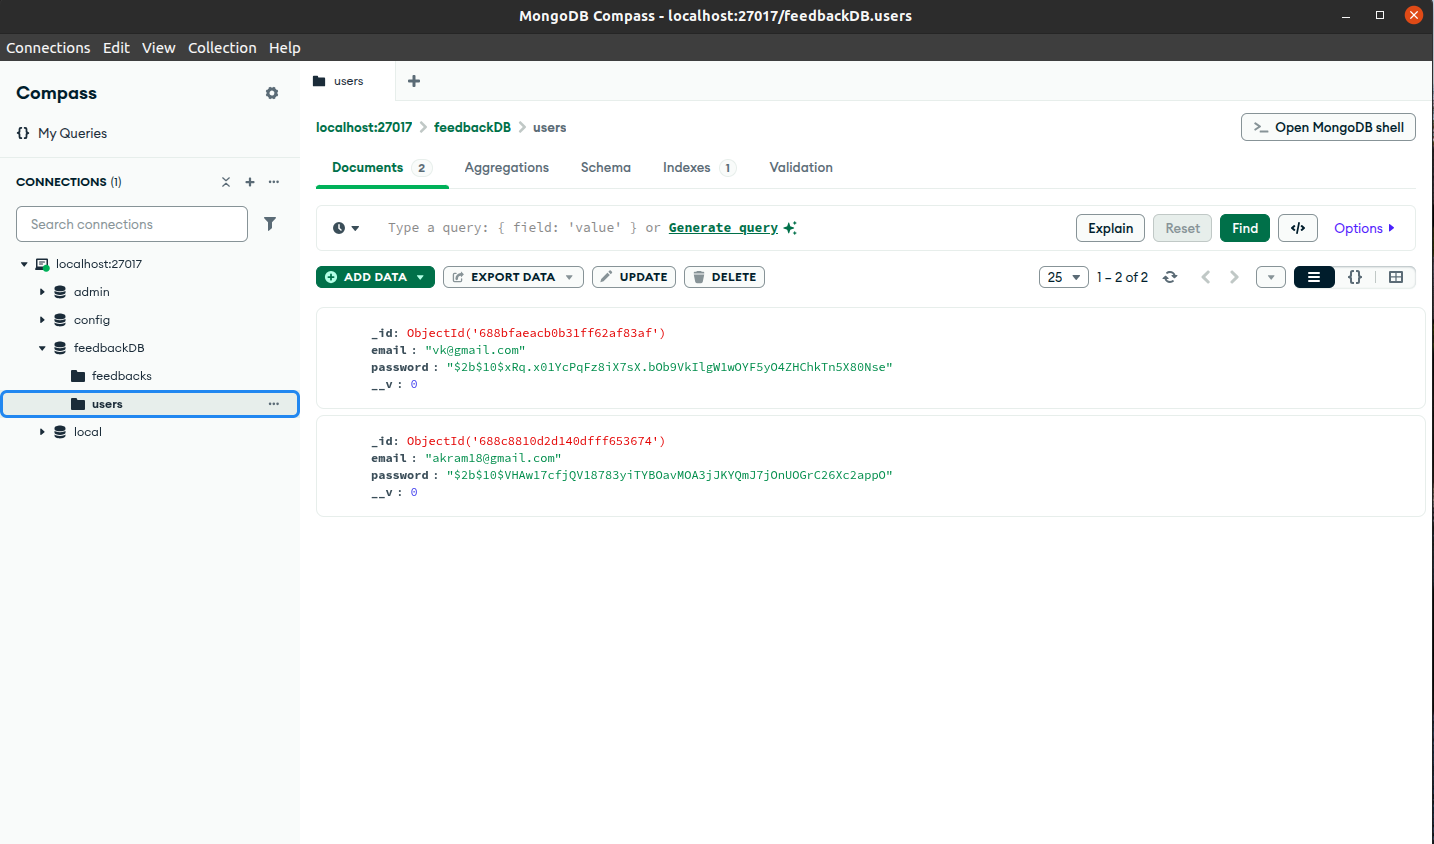 MongoDB Compass - localhost:27017/feedbackDB.users
Connections Edit View Collection Help
Compass
{} My Queries
CONNECTIONS (1)
Search connections
localhost:27017
admin
config
feedbackDB
feedbacks
users
local
users
localhost:27017 > feedbackDB > users
>_ Open MongoDB shell
Documents 2 Aggregations Schema Indexes 1 Validation
Type a query: { field: 'value' } or Generate query
Explain Reset Find </> Options
ADD DATA EXPORT DATA UPDATE DELETE
25 1 – 2 of 2 {}
_id: ObjectId('688bfaeacb0b31ff62af83af')
email : "vk@gmail.com"
password : "$2b$10$xRq.x01YcPqFz8iX7sX.bOb9VkIlgW1wOYF5yO4ZHChkTn5X80Nse"
__v : 0
_id: ObjectId('688c8810d2d140dfff653674')
email : "akram18@gmail.com"
password : "$2b$10$VHAw17cfjQV18783yiTYBOavMOA3jJKYQmJ7jOnUOGrC26Xc2appO"
__v : 0